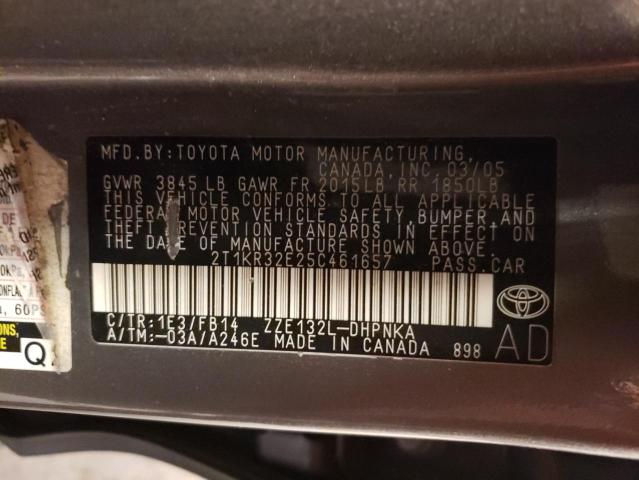 MFD.BY:TOYOTA MOTOR MANUFACTURING,
CANADA, INC. 03/05
GVWR 3845 LB GAWR FR 2015LB RR 1850LB
THIS VEHICLE CONFORMS TO ALL APPLICABLE
FEDERAL MOTOR VEHICLE SAFETY, BUMPER AND
THEFT PREVENTION STANDARDS IN EFFECT ON
THE DATE OF MANUFACTURE SHOWN ABOVE.
2T1KR32E25C461657 PASS.CAR
C/TR:1E3/FB14 ZZE132L-DHPNKA
A/TM:-03A/A246E MADE IN CANADA 898
AD
DE
, 60PS
ONS,
E
Q